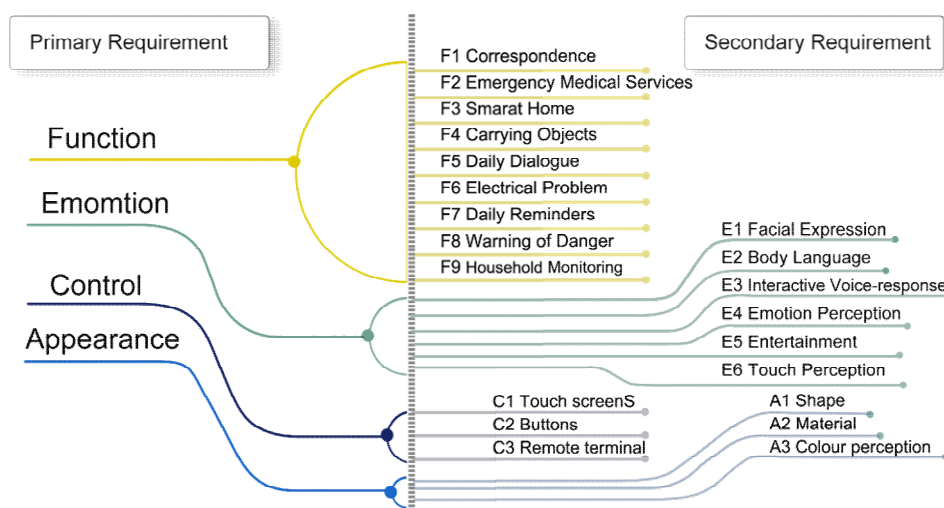 Primary Requirement
Secondary Requirement
Function
Emomtion
Control
Appearance
F1 Correspondence
F2 Emergency Medical Services
F3 Smarat Home
F4 Carrying Objects
F5 Daily Dialogue
F6 Electrical Problem
F7 Daily Reminders
F8 Warning of Danger
F9 Household Monitoring
E1 Facial Expression
E2 Body Language
E3 Interactive Voice-response
E4 Emotion Perception
E5 Entertainment
E6 Touch Perception
C1 Touch screenS
C2 Buttons
C3 Remote terminal
A1 Shape
A2 Material
A3 Colour perception